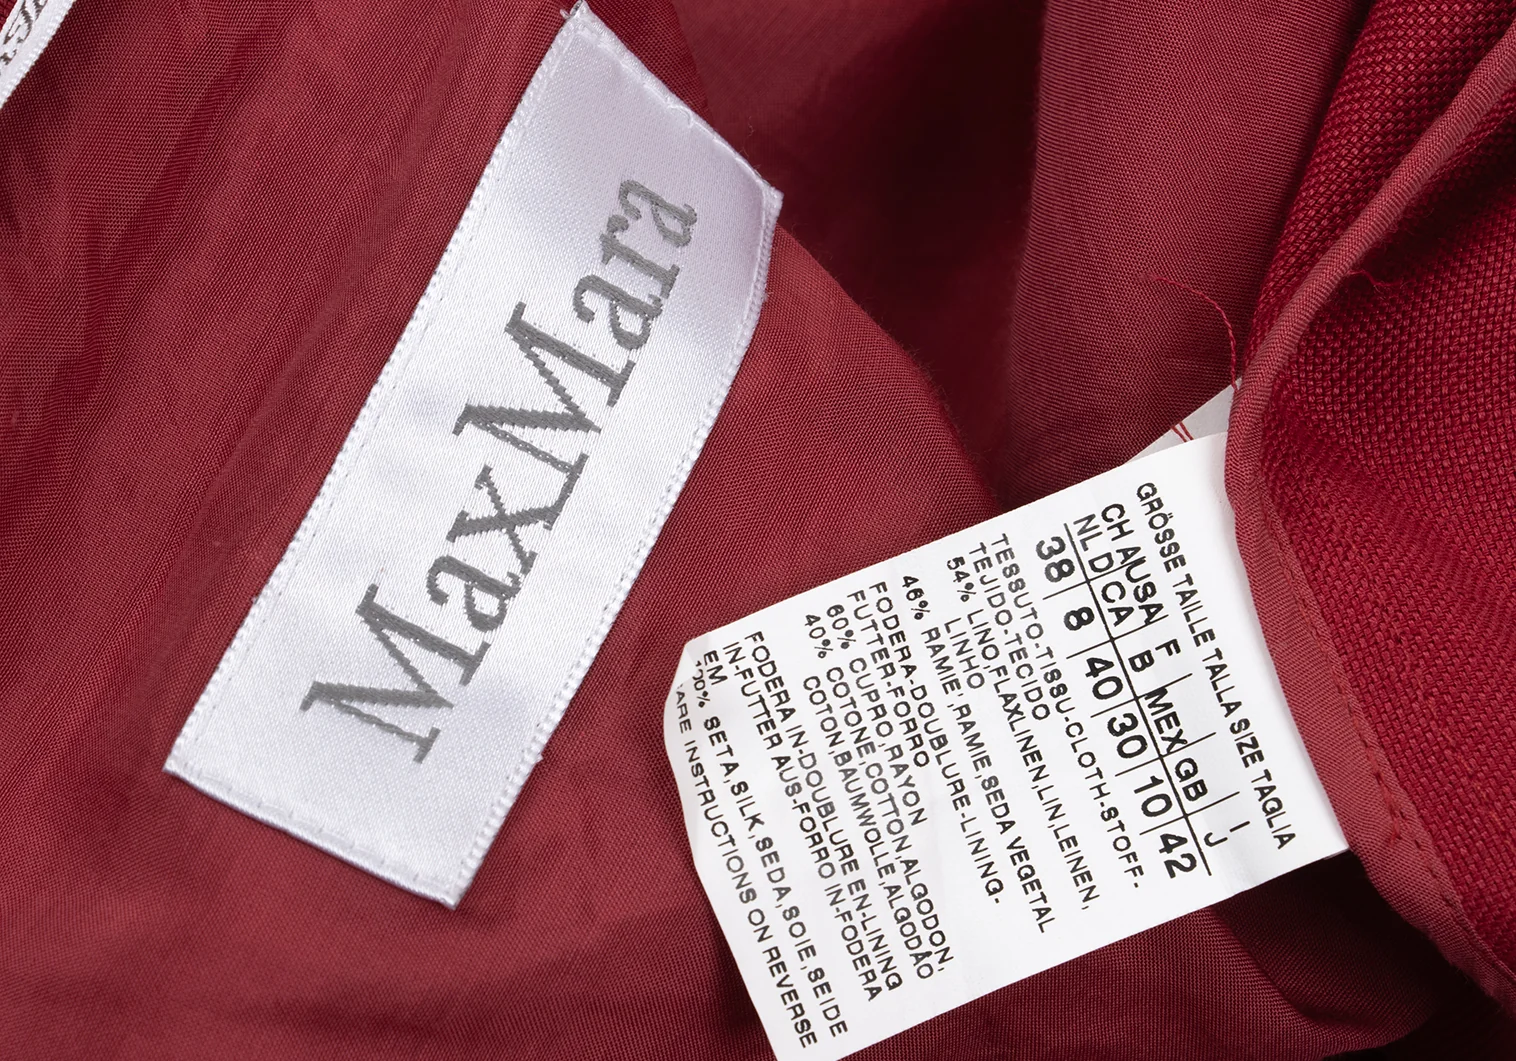 MaxMara
GRÖSSE TAILLE TALLA SIZE TAGLIA
CH A USA F MEX GB I
NL D CA B J
38 8 40 30 10 42
TESSUTO-TISSU-CLOTH-STOFF-
TEJIDO-TECIDO
54% LINO,FLAX,LINEN,LIN,LEINEN,
LINHO
46% RAMIE',RAMIE,SEDA VEGETAL
FODERA-DOUBLURE-LINING-
FUTTER-FORRO
60% CUPRO,RAYON
40% COTONE,COTTON,ALGODON,
COTON,BAUMWOLLE,ALGODÃO
FODERA IN-DOUBLURE EN-LINING
IN-FUTTER AUS-FORRO IN-FODERA
EM
100% SETA,SILK,SEDA,SOIE,SEIDE
CARE INSTRUCTIONS ON REVERSE